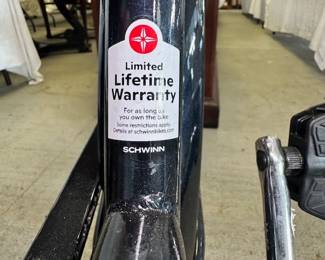 Limited
Lifetime
Warranty
For as long as
you own the bike
Some restrictions apply.
Details at schwinnbikes.com
SCHWINN